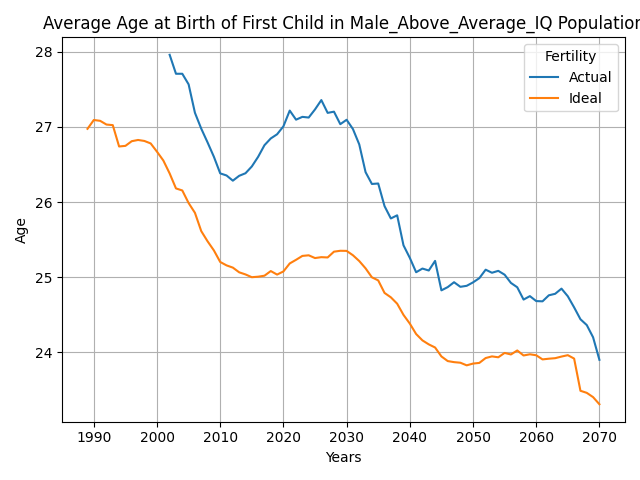 Average Age at Birth of First Child in Male_Above_Average_IQ Population
Fertility
Actual
Ideal
28
27
26
25
24
Age
1990 2000 2010 2020 2030 2040 2050 2060 2070
Years